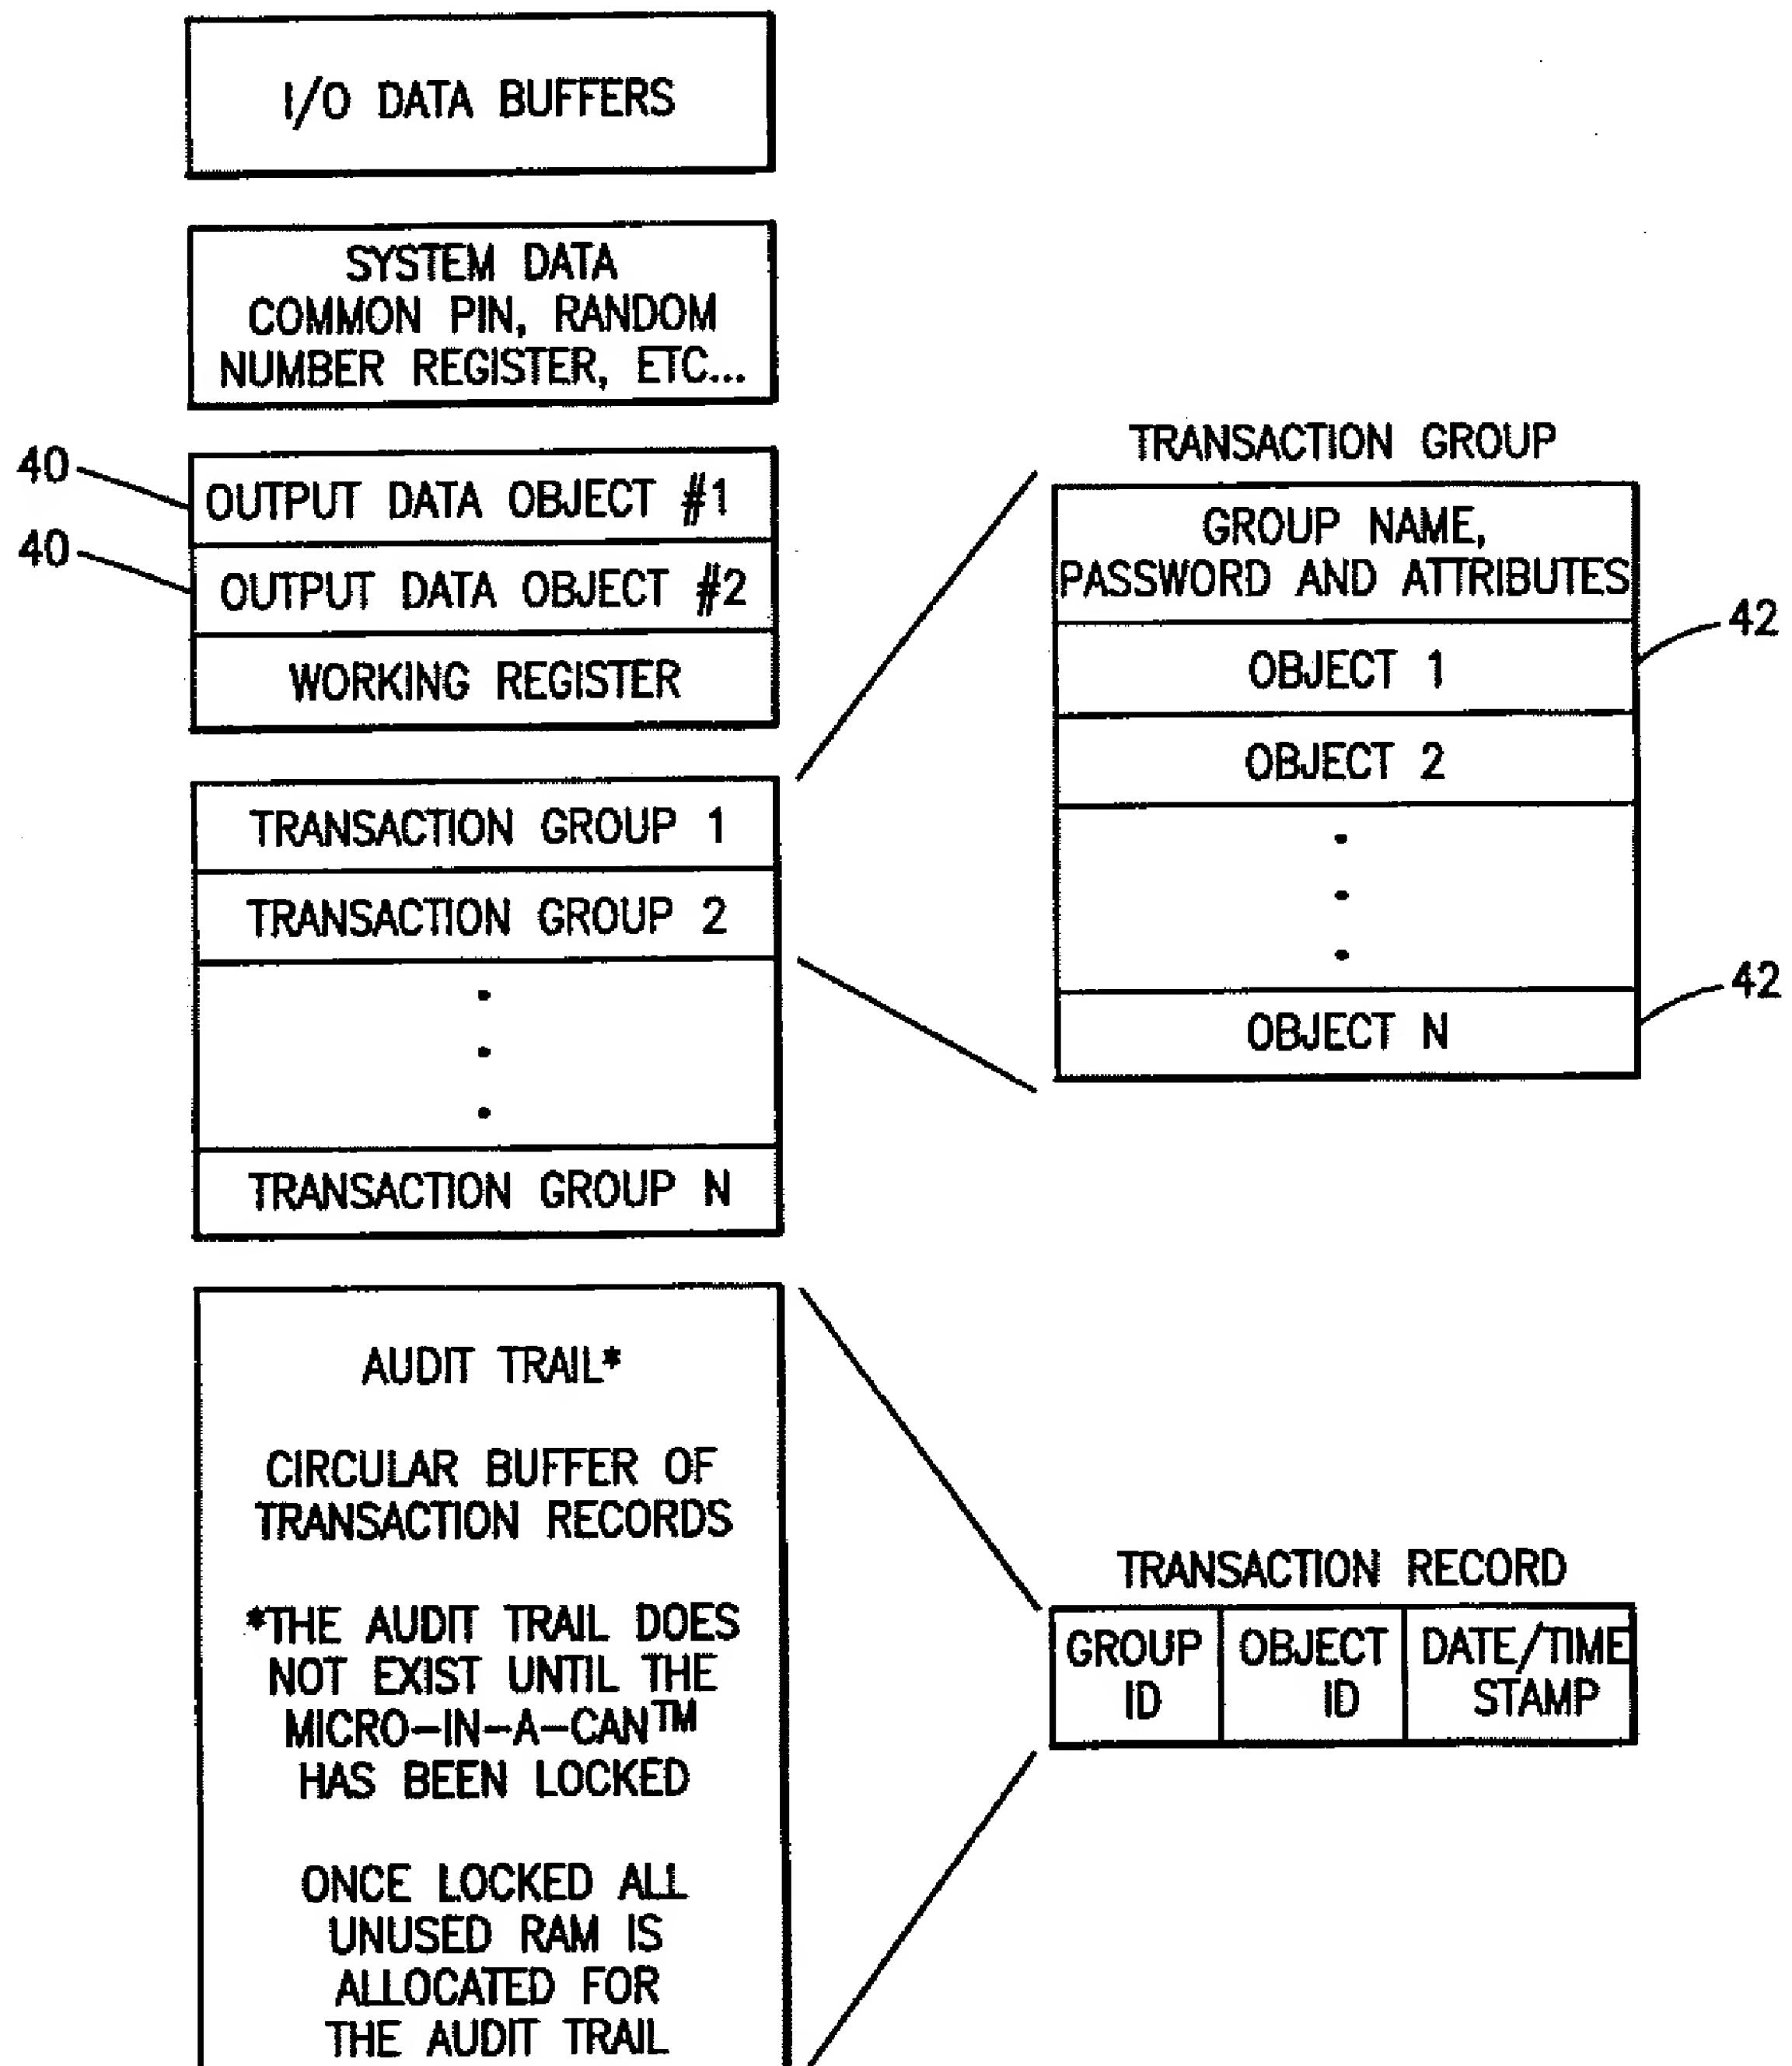 I/O DATA BUFFERS
SYSTEM DATA
COMMON PIN, RANDOM
NUMBER REGISTER, ETC...
40
OUTPUT DATA OBJECT #1
40
OUTPUT DATA OBJECT #2
WORKING REGISTER
TRANSACTION GROUP 1
TRANSACTION GROUP 2
TRANSACTION GROUP N
TRANSACTION GROUP
GROUP NAME,
PASSWORD AND ATTRIBUTES
42
OBJECT 1
OBJECT 2
42
OBJECT N
AUDIT TRAIL*
CIRCULAR BUFFER OF
TRANSACTION RECORDS
*THE AUDIT TRAIL DOES
NOT EXIST UNTIL THE
MICRO-IN-A-CAN™
HAS BEEN LOCKED
ONCE LOCKED ALL
UNUSED RAM IS
ALLOCATED FOR
THE AUDIT TRAIL
TRANSACTION RECORD
GROUP
ID
OBJECT
ID
DATE/TIME
STAMP